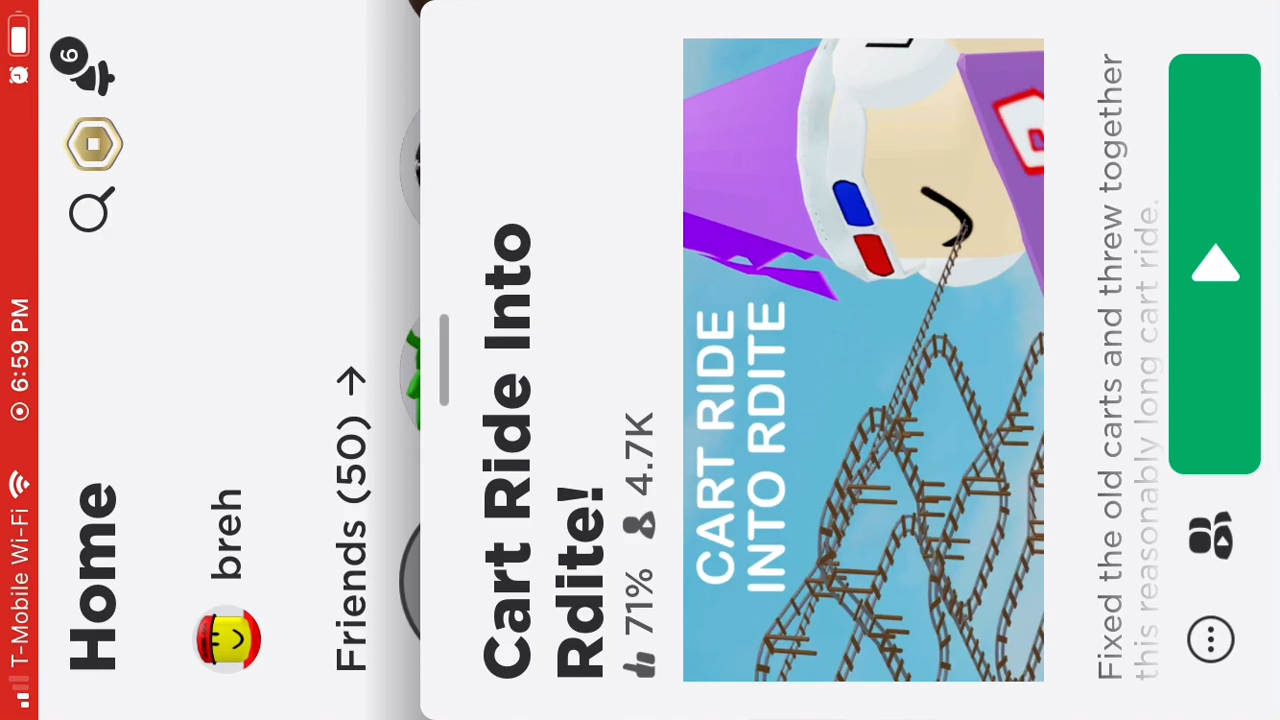 T-Mobile Wi-Fi 6:59 PM
Home
6
breh
Friends (50) →
Cart Ride Into
Rdite!
71% 4.7K
CART RIDE
INTO RDITE
Fixed the old carts and threw together
this reasonably long cart ride.